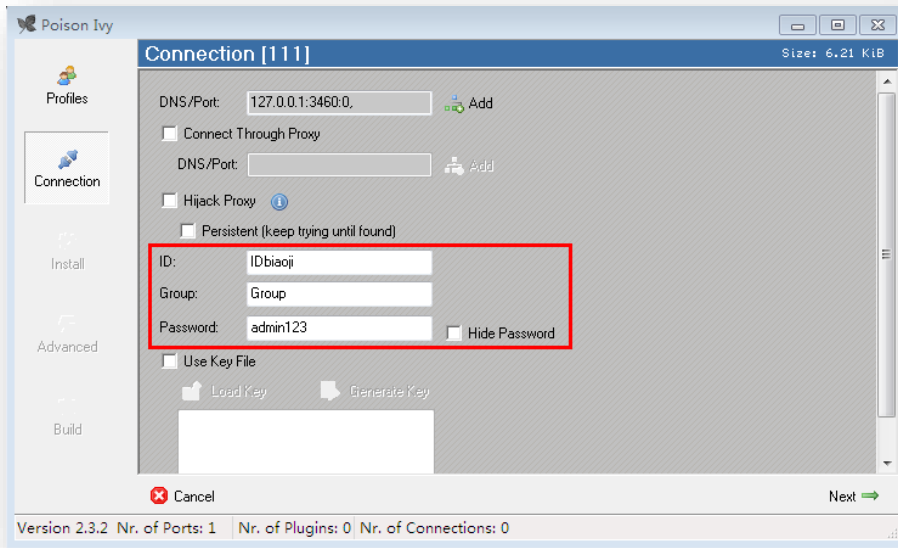 Poison Ivy
Connection [111]
Size: 6.21 KiB
Profiles
Connection
Install
Advanced
Build
DNS/Port: 127.0.0.1:3460:0, Add
Connect Through Proxy
DNS/Port: Add
Hijack Proxy
Persistent (keep trying until found)
ID: IDbiaoji
Group: Group
Password: admin123 Hide Password
Use Key File
Load Key Generate Key
Cancel Next
Version 2.3.2 Nr. of Ports: 1 Nr. of Plugins: 0 Nr. of Connections: 0